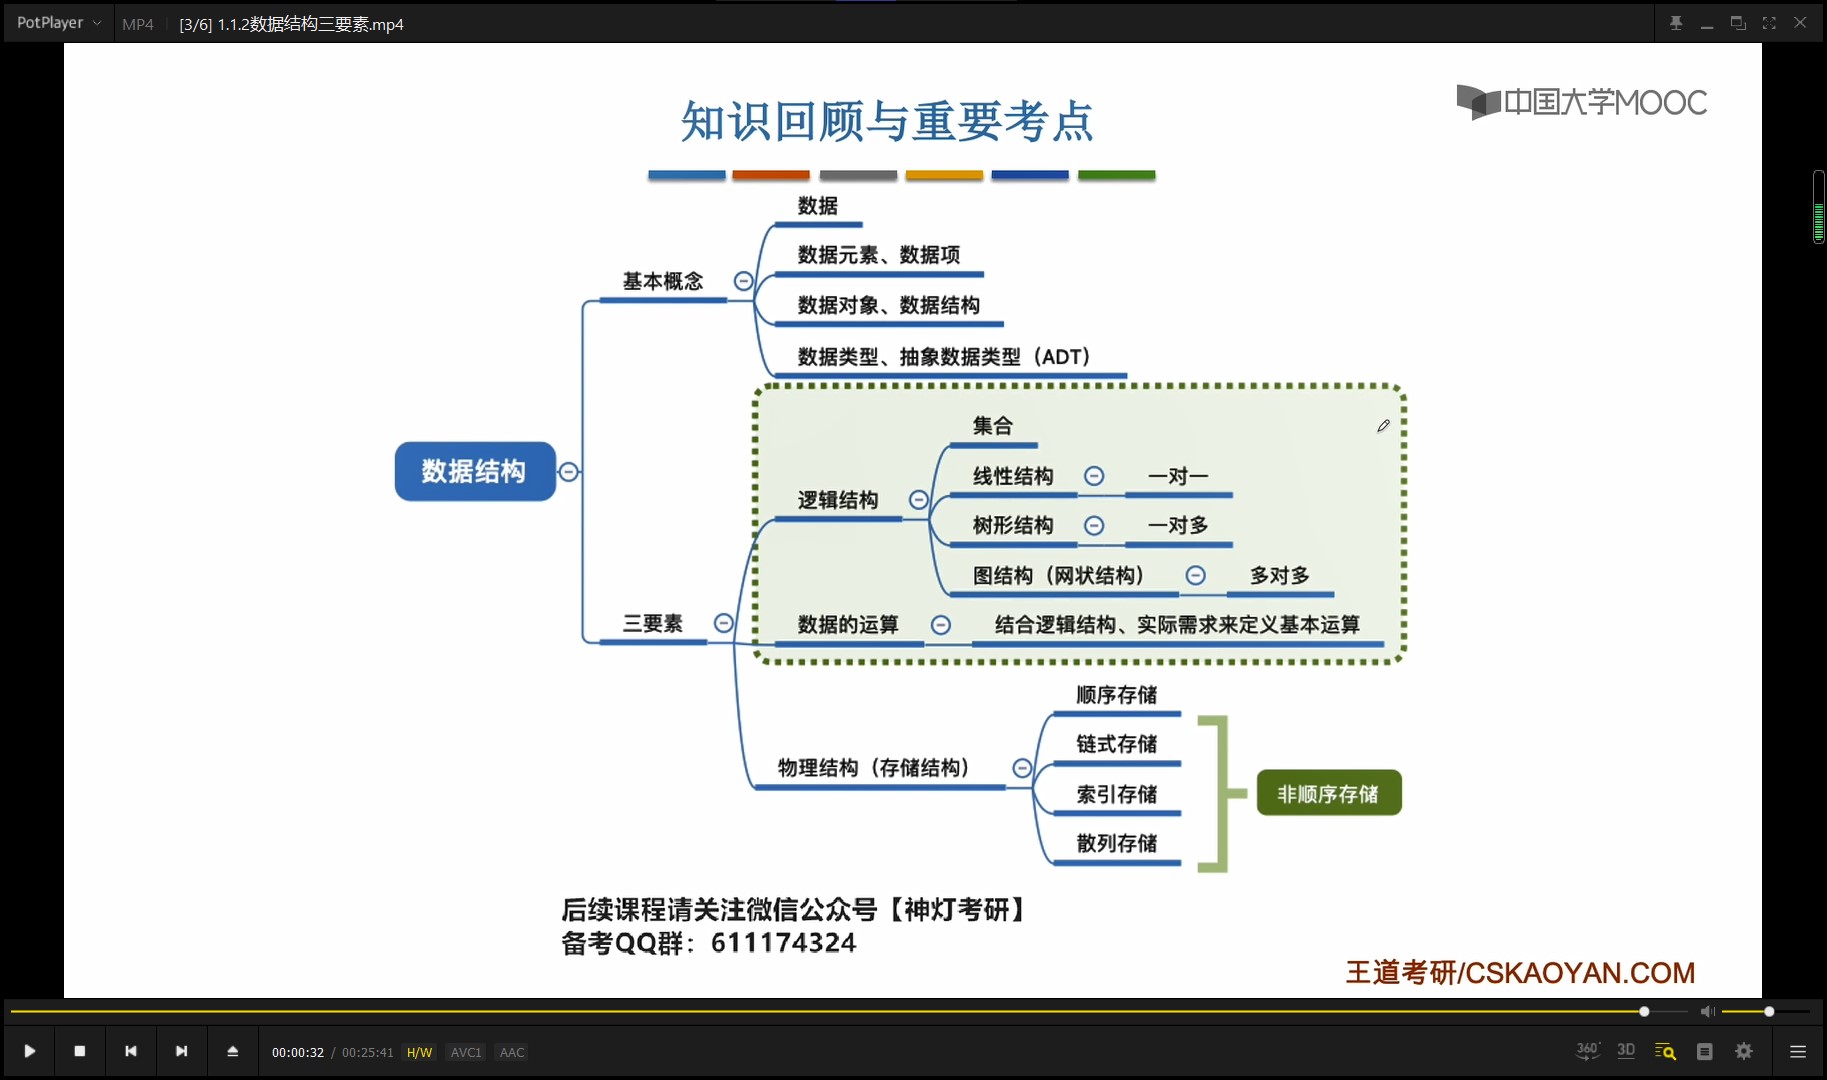 PotPlayer MP4 [3/6] 1.1.2数据结构三要素.mp4
中国大学MOOC
知识回顾与重要考点
数据
数据元素、数据项
基本概念
数据对象、数据结构
数据类型、抽象数据类型（ADT）
数据结构
集合
线性结构 一对一
逻辑结构
树形结构 一对多
图结构（网状结构） 多对多
三要素
数据的运算 结合逻辑结构、实际需求来定义基本运算
顺序存储
链式存储
物理结构（存储结构）
索引存储
非顺序存储
散列存储
后续课程请关注微信公众号【神灯考研】
备考QQ群：611174324
王道考研/CSKAOYAN.COM
00:00:32 / 00:25:41 H/W AVC1 AAC
360° 3D